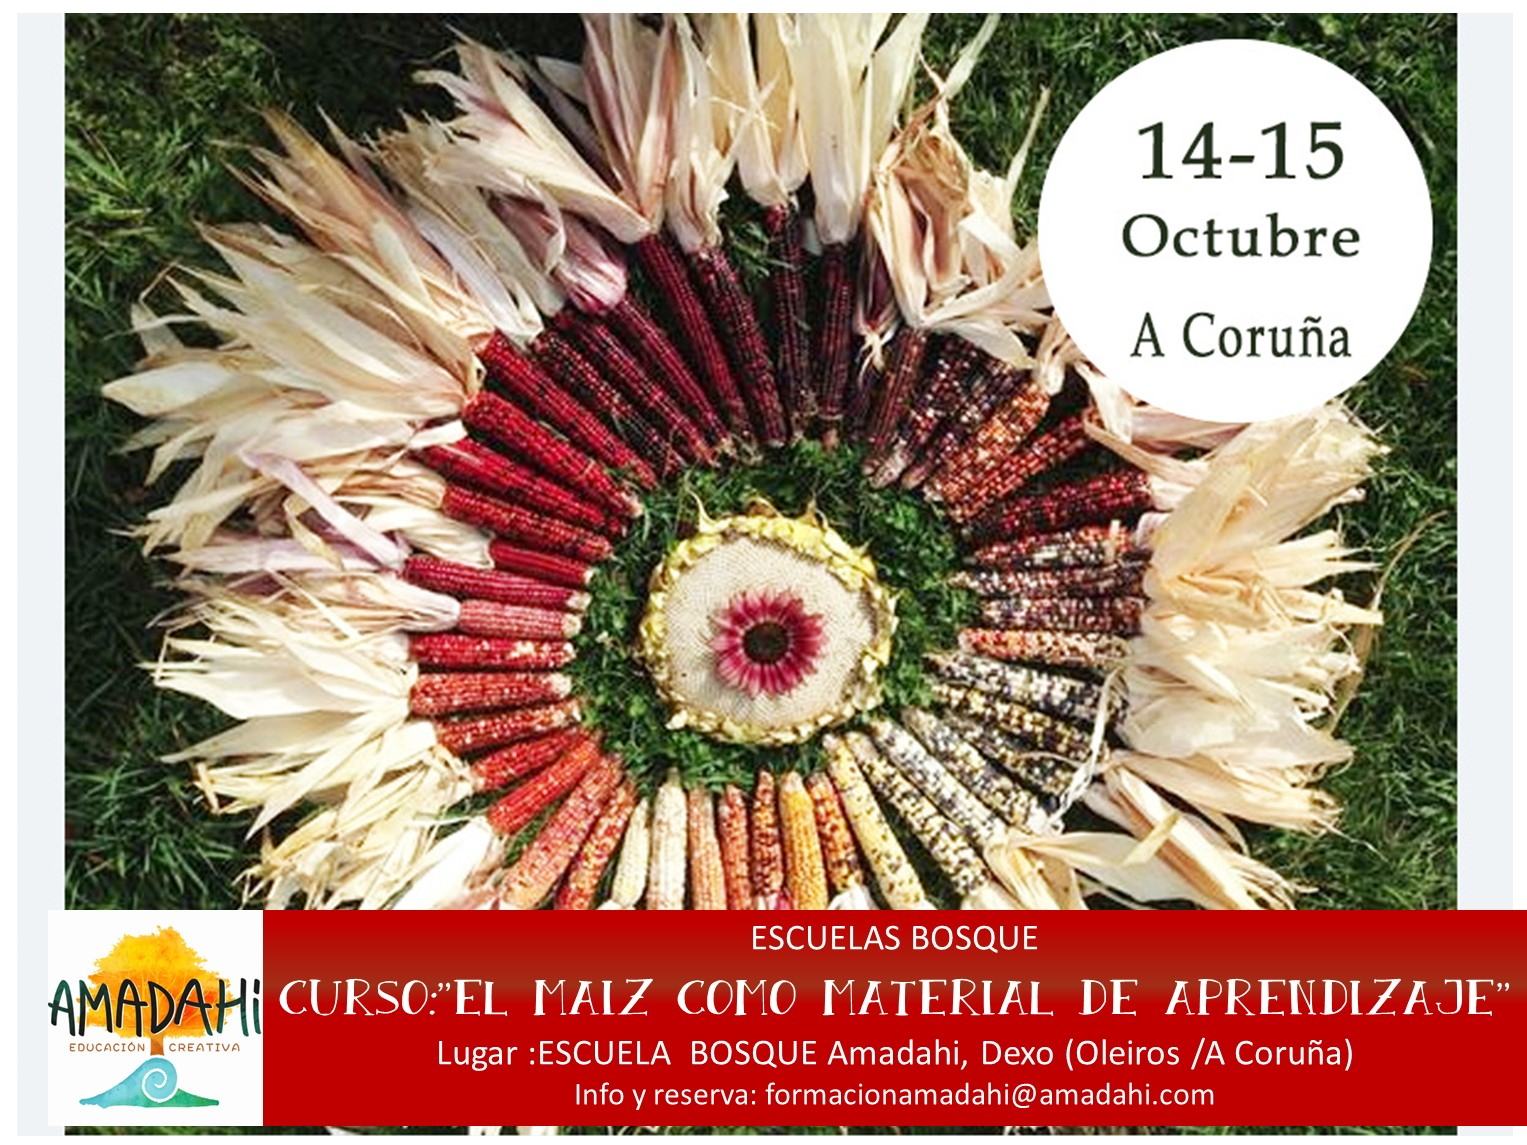 14-15
Octubre
A Coruña
ESCUELAS BOSQUE
CURSO:"EL MAIZ COMO MATERIAL DE APRENDIZAJE"
Lugar :ESCUELA BOSQUE Amadahi, Dexo (Oleiros /A Coruña)
Info y reserva: formacionamadahi@amadahi.com
AMADAHi
EDUCACIÓN CREATIVA